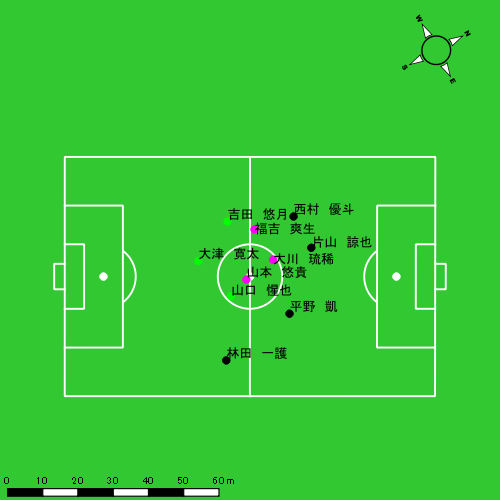 W
N
S
E
西村　優斗
吉田　悠月
福吉　爽生
片山　諒也
大津　寛太
大川　琉稀
山本　悠貴
山口　惺也
平野　凱
林田　一護
0 10 20 30 40 50 60 m